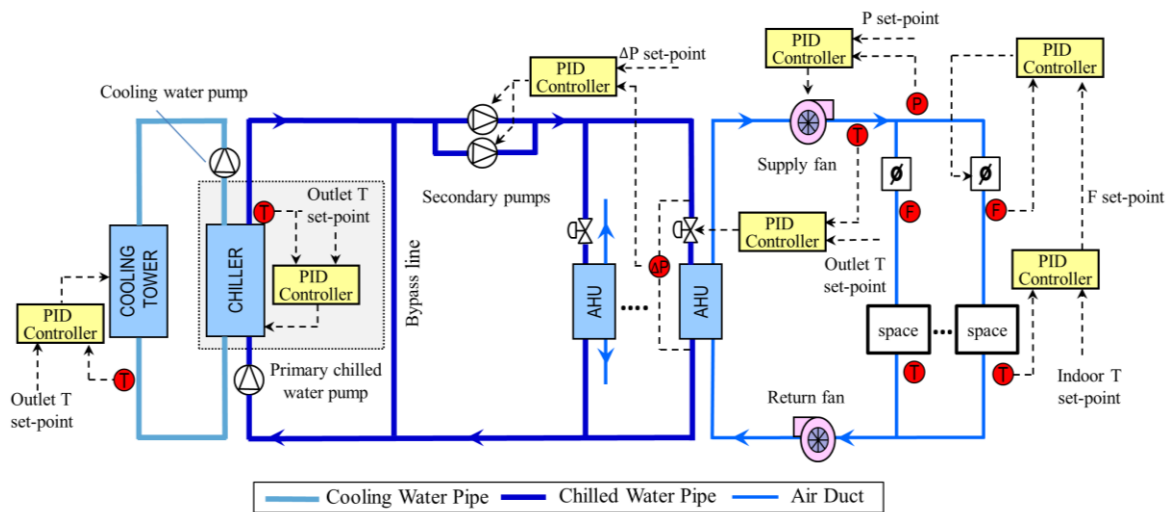 P set-point
PID
Controller
ΔP set-point
PID
Controller
PID
Controller
Cooling water pump
P
T
Supply fan
ø
ø
Secondary pumps
Outlet T
set-point
T
F
F
F set-point
PID
Controller
COOLING
TOWER
CHILLER
PID
Controller
Bypass line
AHU
ΔP
AHU
Outlet T
set-point
PID
Controller
PID
Controller
space
space
T
Outlet T
set-point
Primary chilled
water pump
T
T
Indoor T
set-point
Return fan
Cooling Water Pipe
Chilled Water Pipe
Air Duct